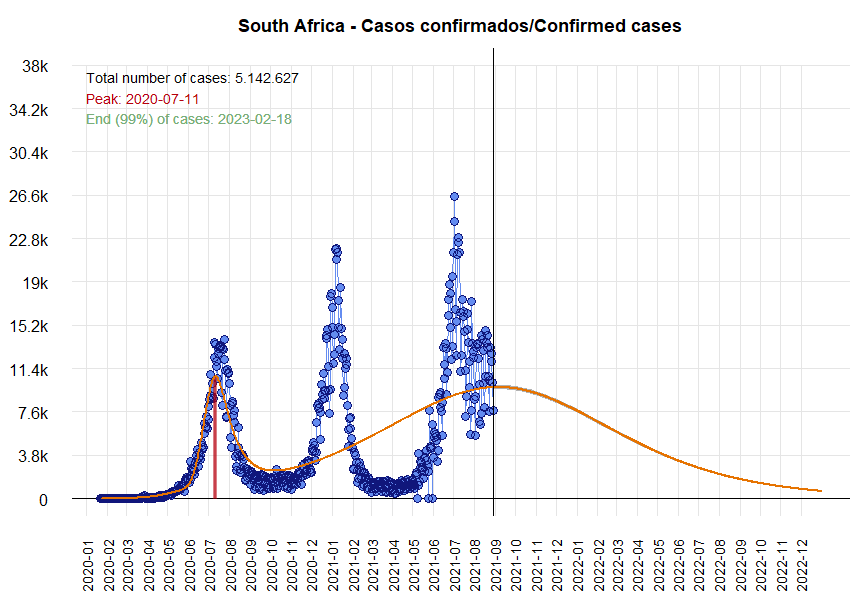 South Africa - Casos confirmados/Confirmed cases
38k
Total number of cases: 5.142.627
Peak: 2020-07-11
34.2k
End (99%) of cases: 2023-02-18
30.4k
26.6k
22.8k
19k
15.2k
11.4k
7.6k
3.8k
0
2020-01
2020-02
2020-03
2020-04
2020-05
2020-06
2020-07
2020-08
2020-09
2020-10
2020-11
2020-12
2021-01
2021-02
2021-03
2021-04
2021-05
2021-06
2021-07
2021-08
2021-09
2021-10
2021-11
2021-12
2022-01
2022-02
2022-03
2022-04
2022-05
2022-06
2022-07
2022-08
2022-09
2022-10
2022-11
2022-12